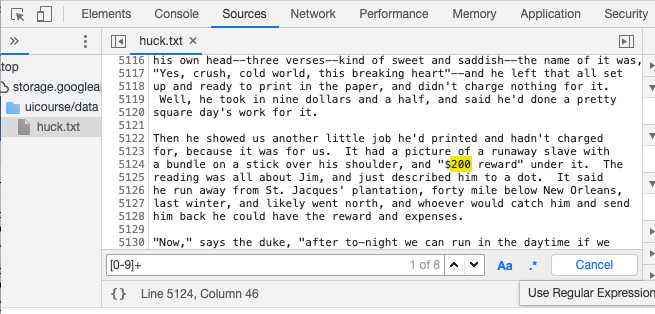 Elements Console Sources Network Performance Memory Application Security
» huck.txt ×
top
storage.googlea
uicourse/data
huck.txt
5116 his own head--three verses--kind of sweet and saddish--the name of it was,
5117 "Yes, crush, cold world, this breaking heart"--and he left that all set
5118 up and ready to print in the paper, and didn't charge nothing for it.
5119 Well, he took in nine dollars and a half, and said he'd done a pretty
5120 square day's work for it.
5121
5122 Then he showed us another little job he'd printed and hadn't charged
5123 for, because it was for us.  It had a picture of a runaway slave with
5124 a bundle on a stick over his shoulder, and "$200 reward" under it.  The
5125 reading was all about Jim, and just described him to a dot.  It said
5126 he run away from St. Jacques' plantation, forty mile below New Orleans,
5127 last winter, and likely went north, and whoever would catch him and send
5128 him back he could have the reward and expenses.
5129
5130 "Now," says the duke, "after to-night we can run in the daytime if we
[0-9]+ 1 of 8 Aa .* Cancel
{} Line 5124, Column 46
Use Regular Expression